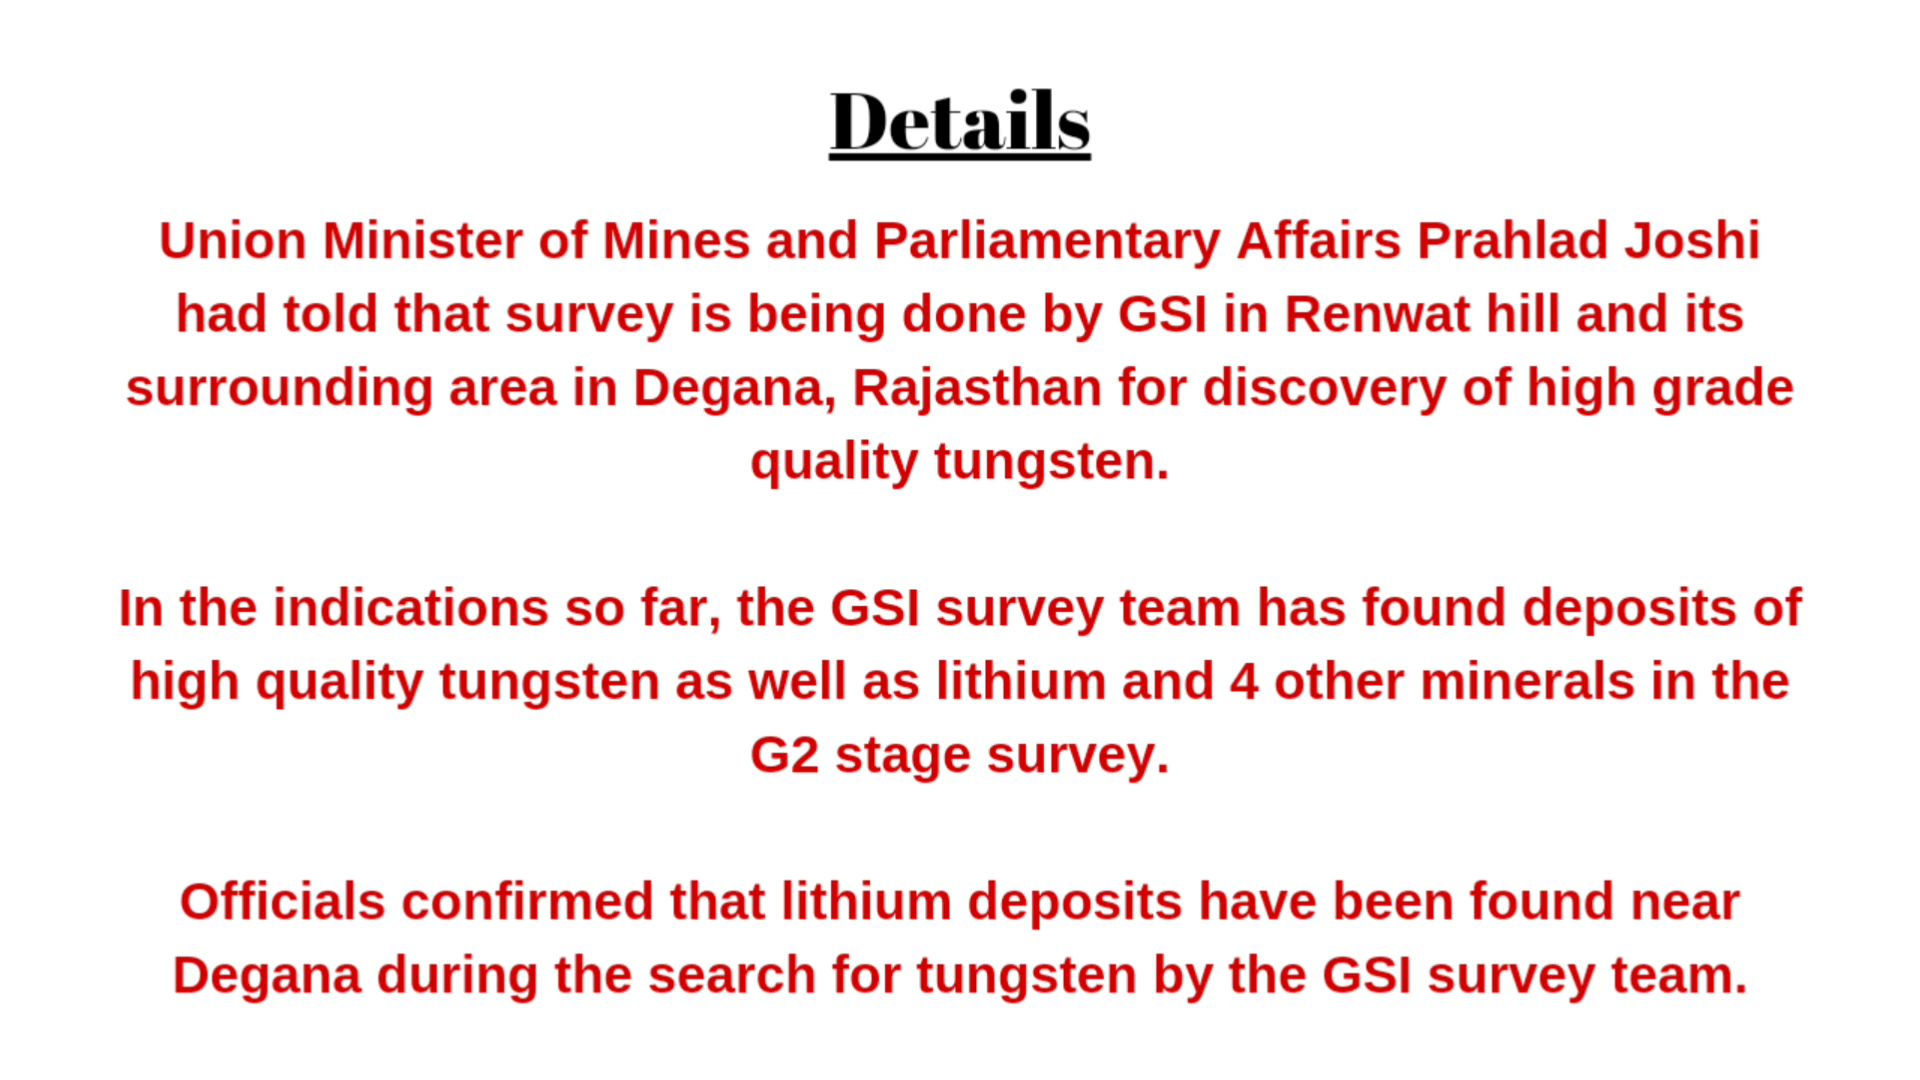 Details
Union Minister of Mines and Parliamentary Affairs Prahlad Joshi
had told that survey is being done by GSI in Renwat hill and its
surrounding area in Degana, Rajasthan for discovery of high grade
quality tungsten.
In the indications so far, the GSI survey team has found deposits of
high quality tungsten as well as lithium and 4 other minerals in the
G2 stage survey.
Officials confirmed that lithium deposits have been found near
Degana during the search for tungsten by the GSI survey team.